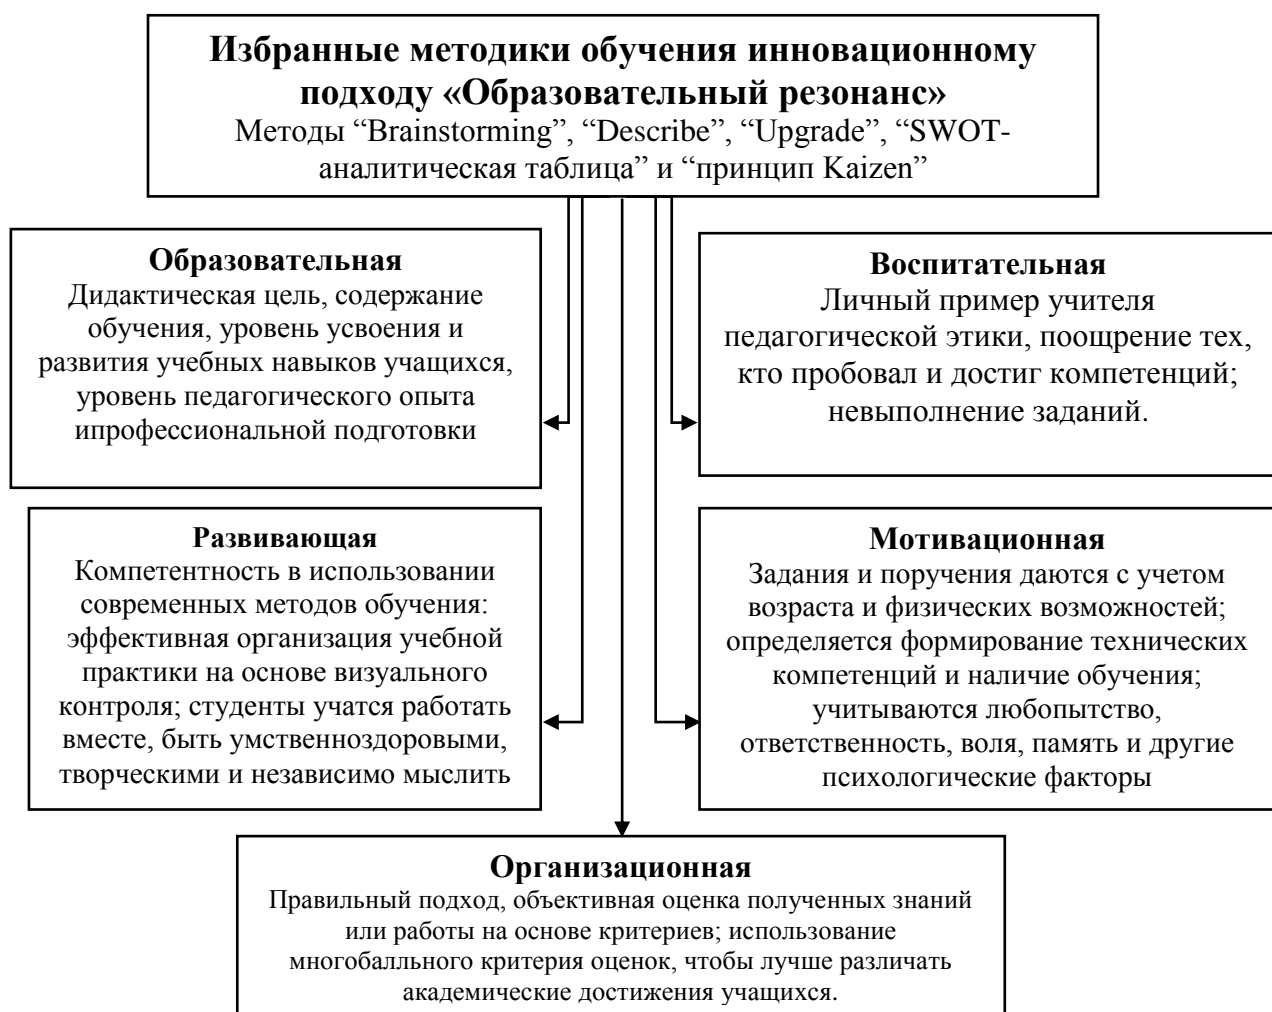 Избранные методики обучения инновационному
подходу «Образовательный резонанс»
Методы “Brainstorming”, “Describe”, “Upgrade”, “SWOT-
аналитическая таблица” и “принцип Kaizen”
Образовательная
Дидактическая цель, содержание
обучения, уровень усвоения и
развития учебных навыков учащихся,
уровень педагогического опыта
ипрофессиональной подготовки
Воспитательная
Личный пример учителя
педагогической этики, поощрение тех,
кто пробовал и достиг компетенций;
невыполнение заданий.
Развивающая
Компетентность в использовании
современных методов обучения:
эффективная организация учебной
практики на основе визуального
контроля; студенты учатся работать
вместе, быть умственноздоровыми,
творческими и независимо мыслить
Мотивационная
Задания и поручения даются с учетом
возраста и физических возможностей;
определяется формирование технических
компетенций и наличие обучения;
учитываются любопытство,
ответственность, воля, память и другие
психологические факторы
Организационная
Правильный подход, объективная оценка полученных знаний
или работы на основе критериев; использование
многобалльного критерия оценок, чтобы лучше различать
академические достижения учащихся.